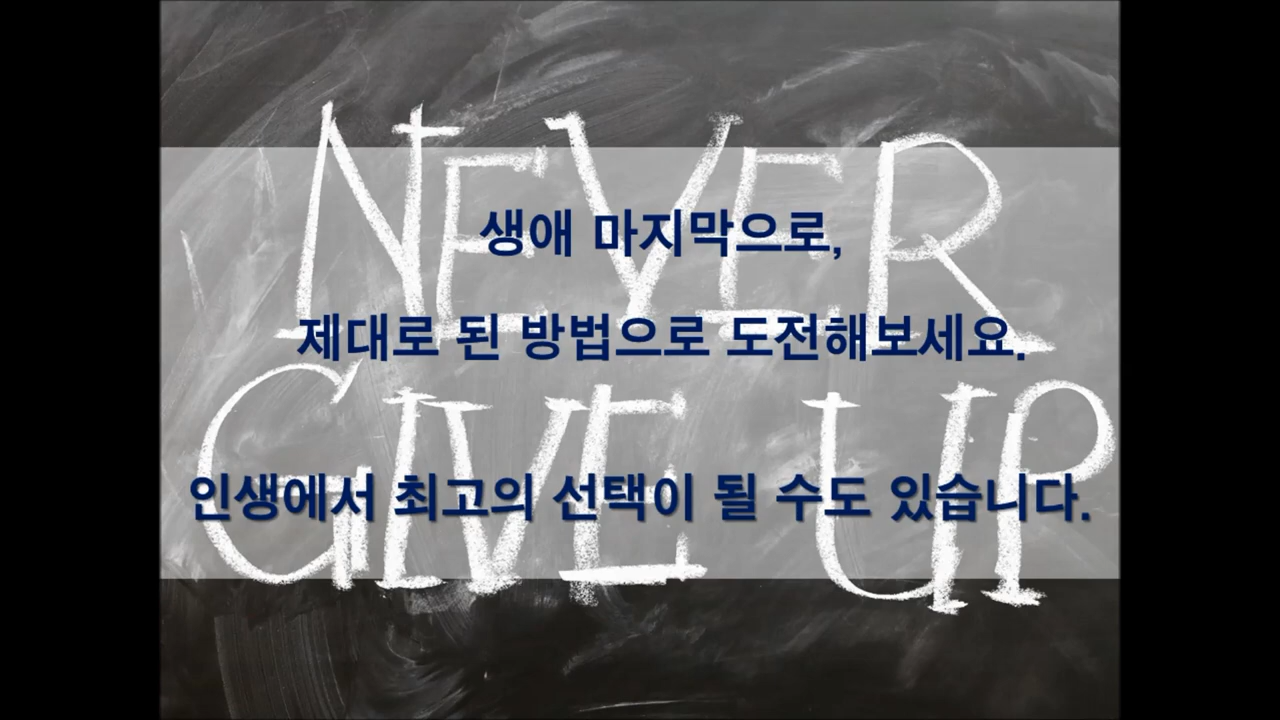 NEVER
생애 마지막으로,
제대로 된 방법으로 도전해보세요.
GIVE UP
인생에서 최고의 선택이 될 수도 있습니다.